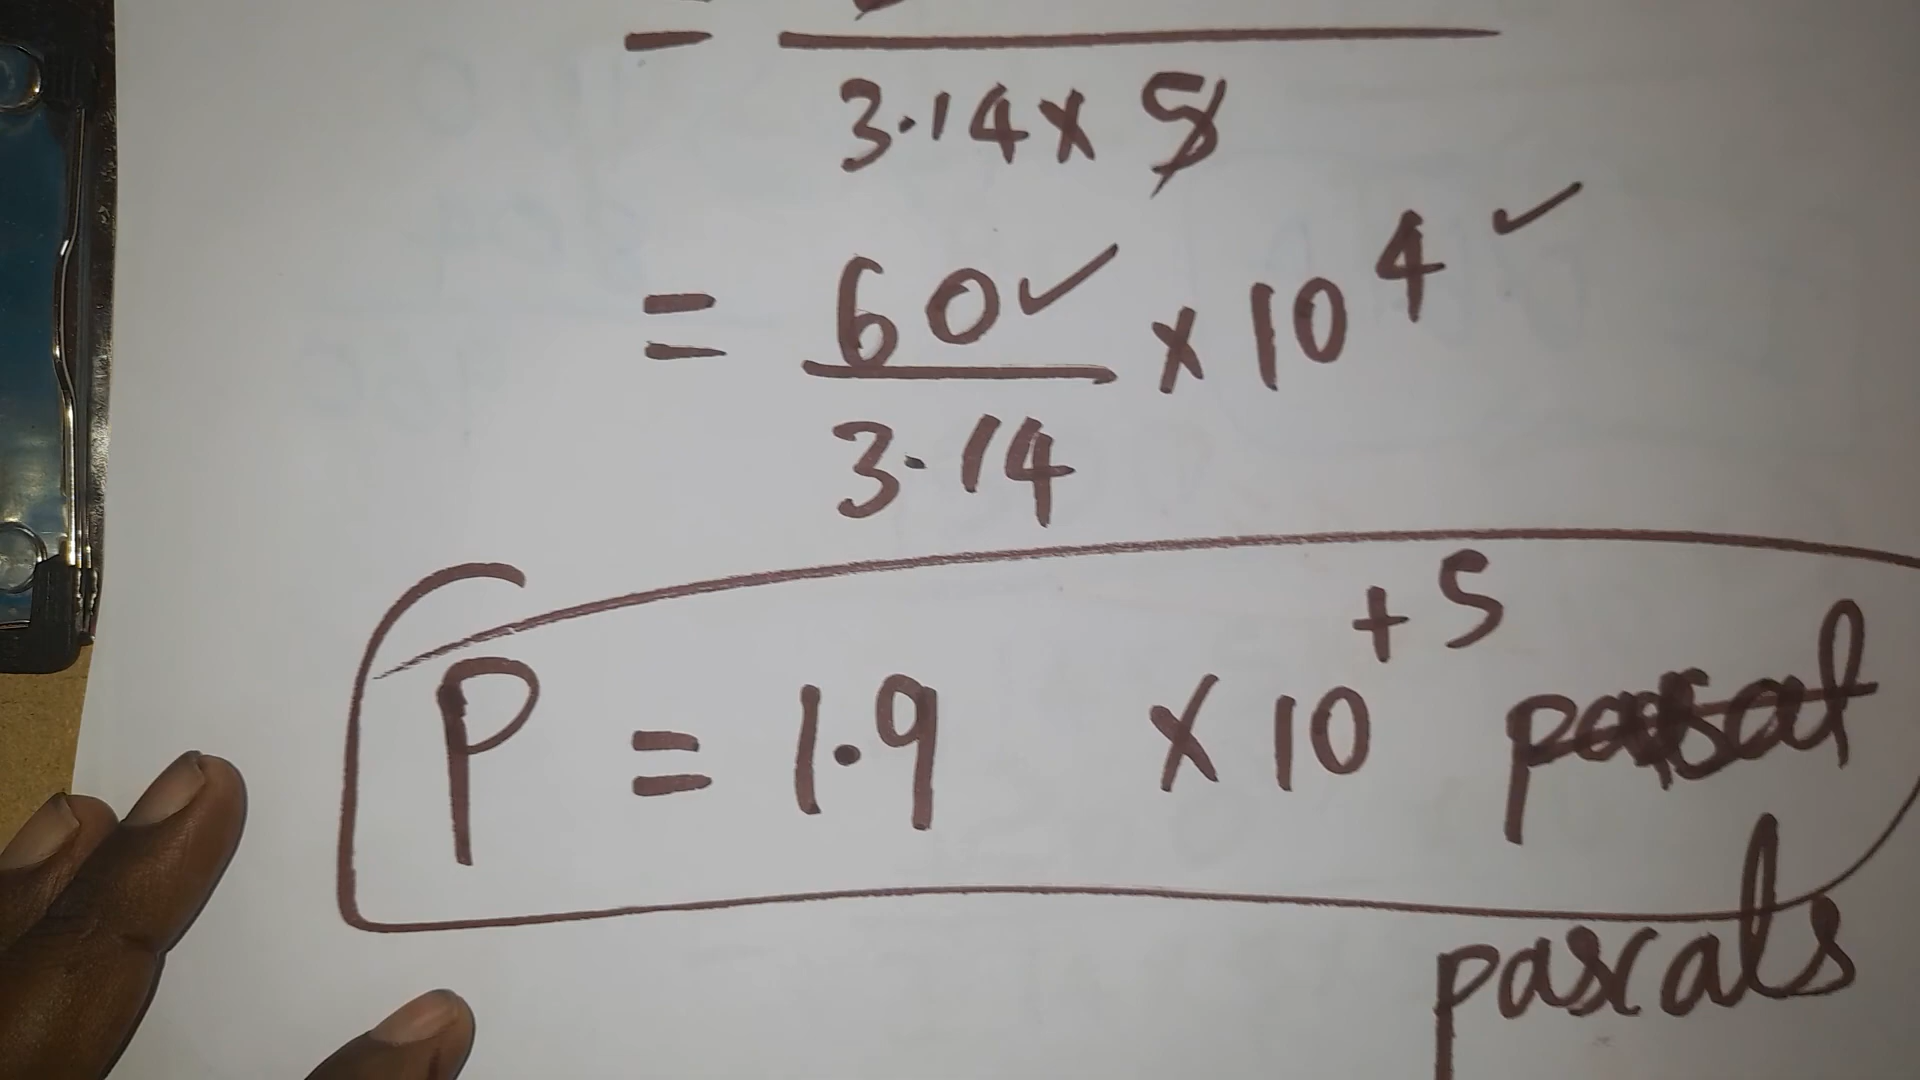 =
3.14 x 5
= 60✓/3.14 x 10^4 ✓
P = 1.9 x 10^+5
pascals